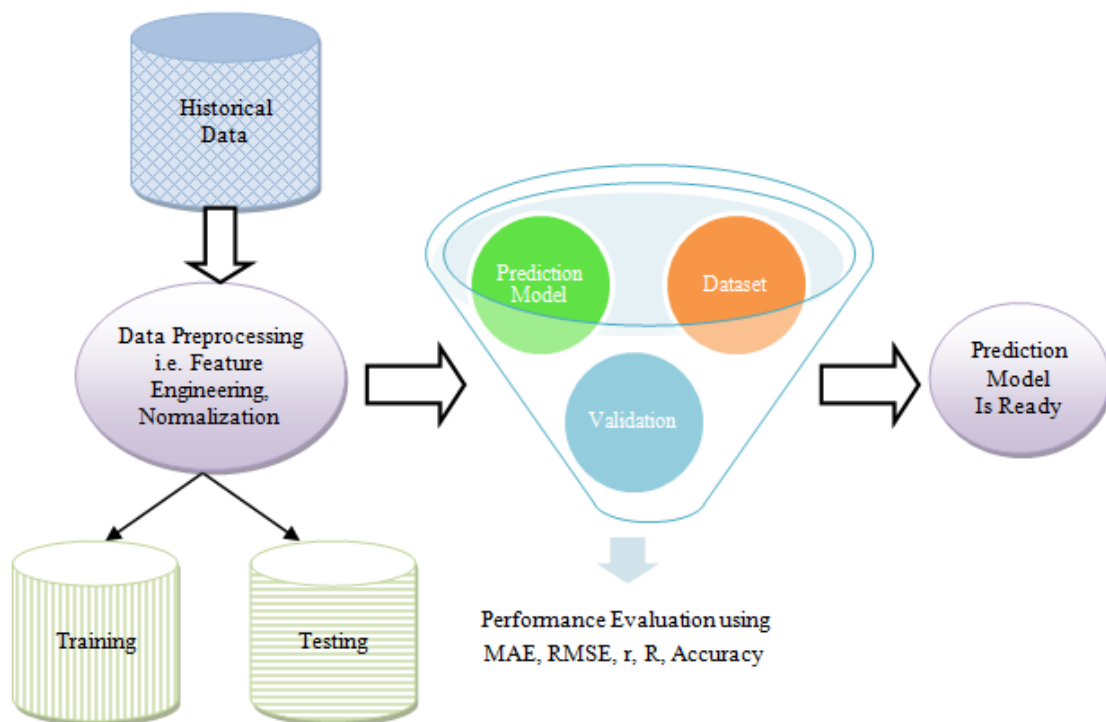 Historical
Data
Data Preprocessing
i.e. Feature
Engineering,
Normalization
Training
Testing
Prediction
Model
Dataset
Validation
Performance Evaluation using
MAE, RMSE, r, R, Accuracy
Prediction
Model
Is Ready